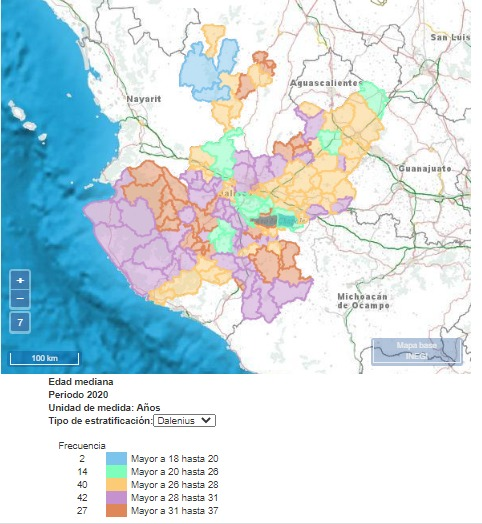 San Luis
Aguascalientes
Nayarit
Guanajuato
Michoacán
de Ocampo
+
−
7
100 km
Mapa base
INEGI
Edad mediana
Periodo 2020
Unidad de medida: Años
Tipo de estratificación: Dalenius
Frecuencia
2 Mayor a 18 hasta 20
14 Mayor a 20 hasta 26
40 Mayor a 26 hasta 28
42 Mayor a 28 hasta 31
27 Mayor a 31 hasta 37